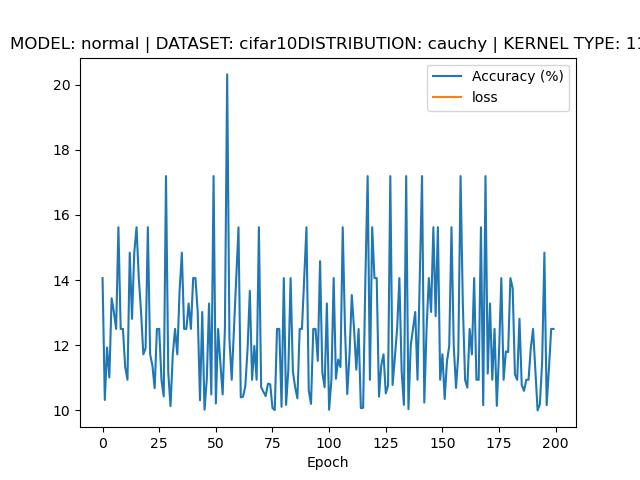 MODEL: normal | DATASET: cifar10DISTRIBUTION: cauchy | KERNEL TYPE: 11
Accuracy (%)
loss
20
18
16
14
12
10
0 25 50 75 100 125 150 175 200
Epoch